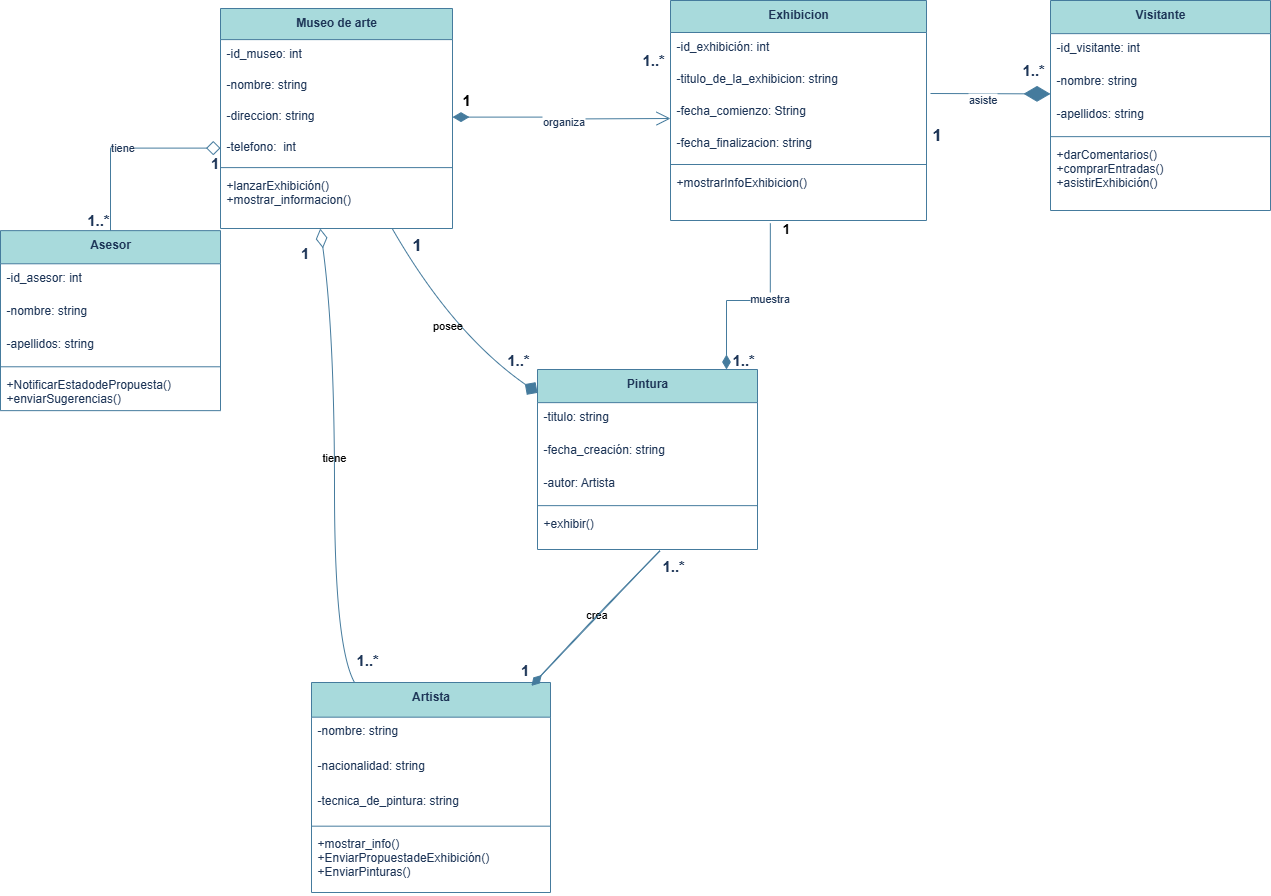 Museo de arte
-id_museo: int
-nombre: string
-direccion: string
-telefono:  int
+lanzarExhibición()
+mostrar_informacion()
1
organiza
1..*
Exhibicion
-id_exhibición: int
-titulo_de_la_exhibicion: string
-fecha_comienzo: String
-fecha_finalizacion: string
+mostrarInfoExhibicion()
1
asiste
1..*
Visitante
-id_visitante: int
-nombre: string
-apellidos: string
+darComentarios()
+comprarEntradas()
+asistirExhibición()
tiene
1
1..*
Asesor
-id_asesor: int
-nombre: string
-apellidos: string
+NotificarEstadodePropuesta()
+enviarSugerencias()
1
tiene
1..*
1
posee
1..*
1
muestra
1..*
Pintura
-titulo: string
-fecha_creación: string
-autor: Artista
+exhibir()
1..*
crea
1
Artista
-nombre: string
-nacionalidad: string
-tecnica_de_pintura: string
+mostrar_info()
+EnviarPropuestadeExhibición()
+EnviarPinturas()